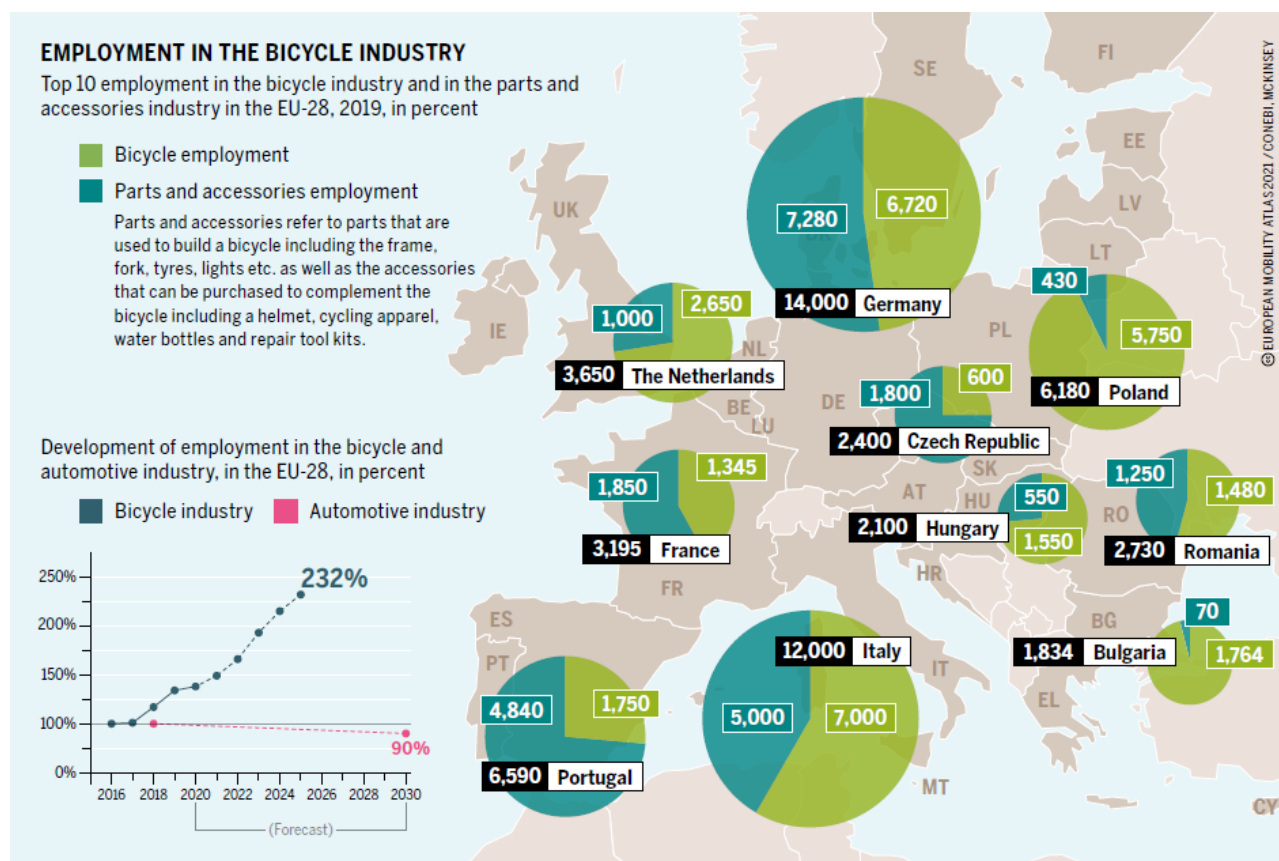 EMPLOYMENT IN THE BICYCLE INDUSTRY
Top 10 employment in the bicycle industry and in the parts and
accessories industry in the EU-28, 2019, in percent
Bicycle employment
Parts and accessories employment
Parts and accessories refer to parts that are
used to build a bicycle including the frame,
fork, tyres, lights etc. as well as the accessories
that can be purchased to complement the
bicycle including a helmet, cycling apparel,
water bottles and repair tool kits.
SE
FI
EE
LV
LT
UK
IE
7,280
6,720
14,000 Germany
430
5,750
PL
6,180 Poland
1,000
2,650
NL
3,650 The Netherlands
BE
LU
DE
1,800
600
2,400 Czech Republic
SK
1,850
1,345
3,195 France
FR
AT
HU
550
1,550
2,100 Hungary
1,250
1,480
RO
2,730 Romania
HR
70
1,764
BG
1,834 Bulgaria
ES
PT
4,840
1,750
6,590 Portugal
12,000 Italy
5,000
7,000
IT
EL
MT
CY
Development of employment in the bicycle and
automotive industry, in the EU-28, in percent
Bicycle industry
Automotive industry
250%
200%
150%
100%
0%
232%
90%
2016 2018 2020 2022 2024 2026 2028 2030
(Forecast)
cc EUROPEAN MOBILITY ATLAS 2021 / CONEBI, MCKINSEY